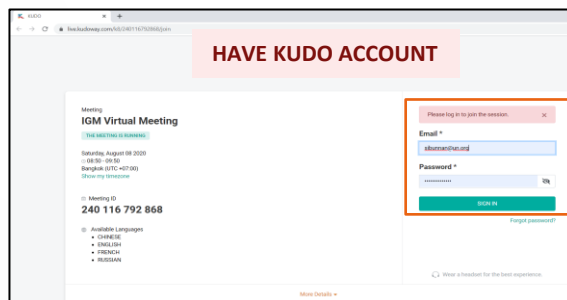 KUDO
live.kudoway.com/id/240116792868/join
HAVE KUDO ACCOUNT
Meeting
IGM Virtual Meeting
THE MEETING IS RUNNING
Saturday, August 08 2020
08:50 - 09:50
Bangkok (UTC +07:00)
Show my timezone
Meeting ID
240 116 792 868
Available Languages
CHINESE
ENGLISH
FRENCH
RUSSIAN
More Details
Please log in to join the session.
Email *
Password *
SIGN IN
Forgot password?
Wear a headset for the best experience.